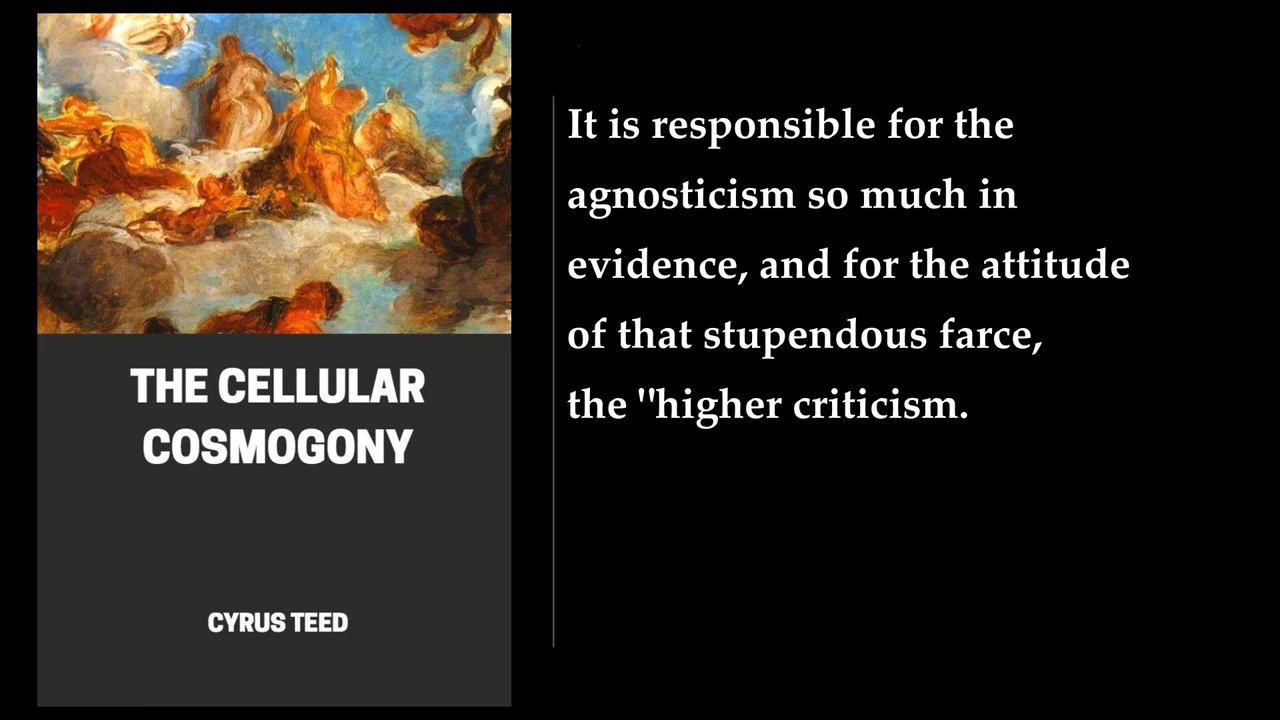 THE CELLULAR
COSMOGONY
CYRUS TEED
It is responsible for the
agnosticism so much in
evidence, and for the attitude
of that stupendous farce,
the "higher criticism.